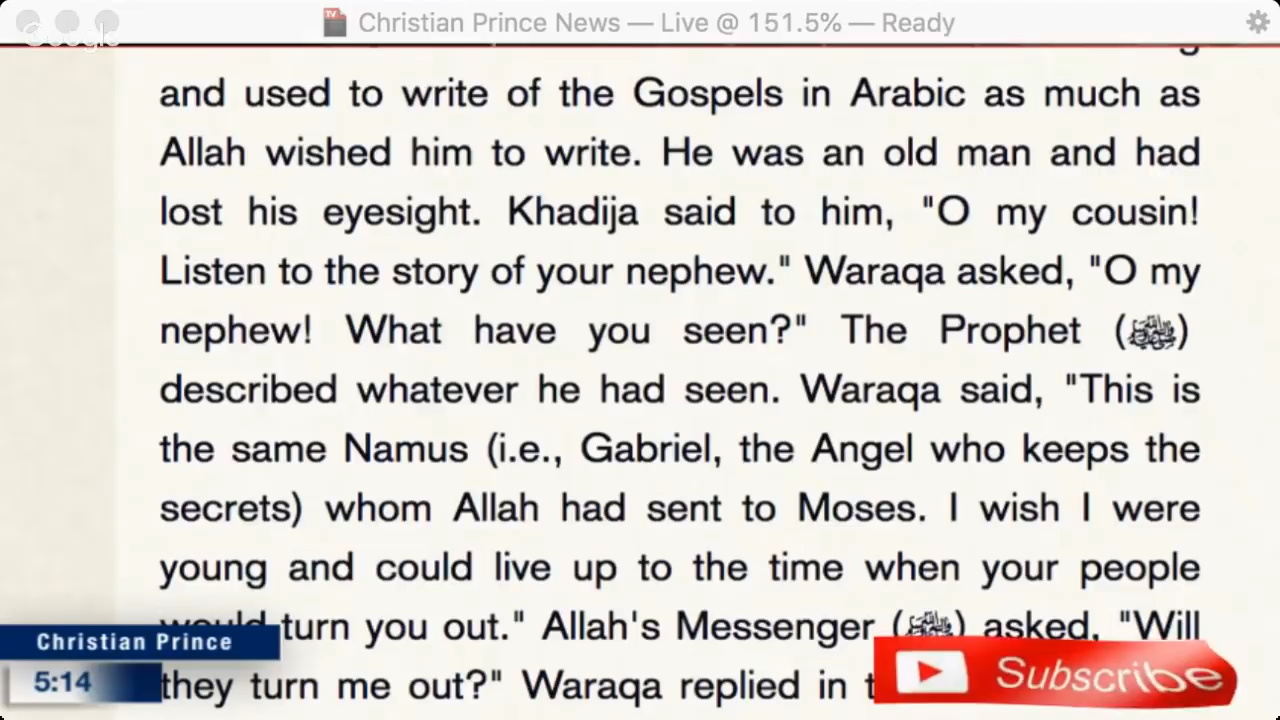 Christian Prince News — Live @ 151.5% — Ready
Google
and used to write of the Gospels in Arabic as much as
Allah wished him to write. He was an old man and had
lost his eyesight. Khadija said to him, "O my cousin!
Listen to the story of your nephew." Waraqa asked, "O my
nephew! What have you seen?" The Prophet (ﷺ)
described whatever he had seen. Waraqa said, "This is
the same Namus (i.e., Gabriel, the Angel who keeps the
secrets) whom Allah had sent to Moses. I wish I were
young and could live up to the time when your people
would turn you out." Allah's Messenger (ﷺ) asked, "Will
they turn me out?" Waraqa replied in
Christian Prince
5:14
Subscribe